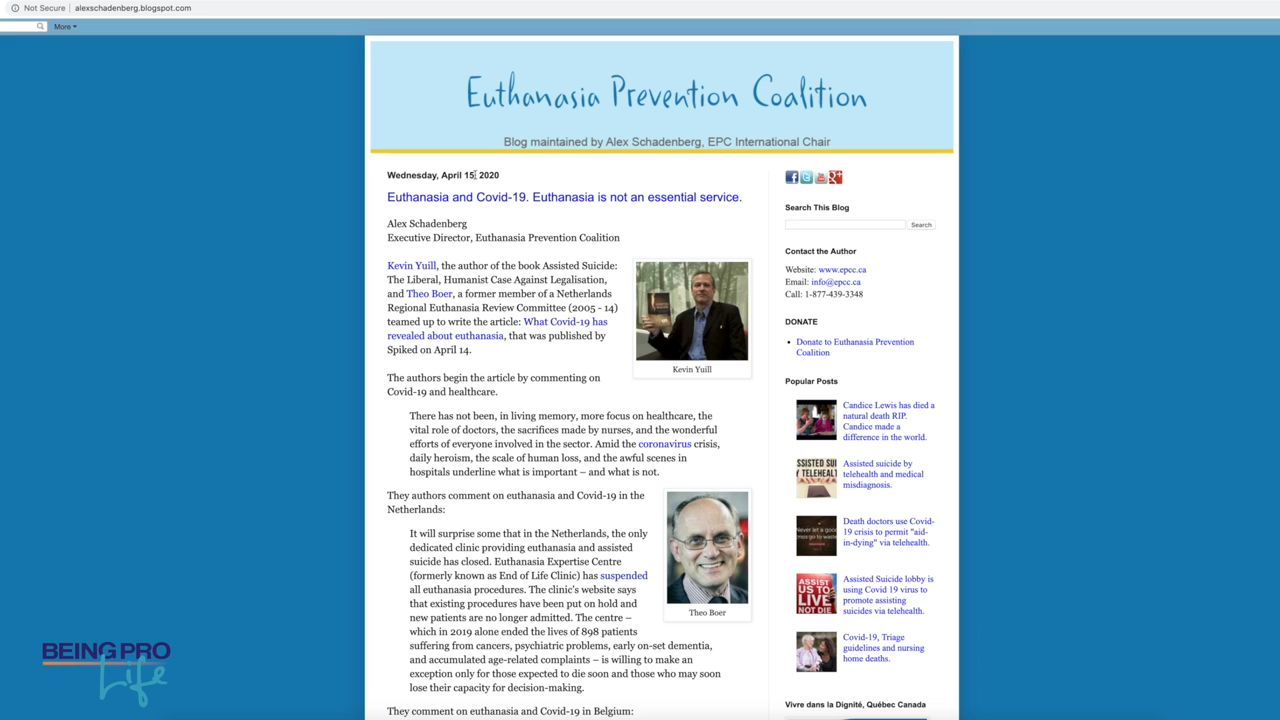 Not Secure
alexschadenberg.blogspot.com
More
Euthanasia Prevention Coalition
Blog maintained by Alex Schadenberg, EPC International Chair
Wednesday, April 15, 2020
Euthanasia and Covid-19. Euthanasia is not an essential service.
Alex Schadenberg
Executive Director, Euthanasia Prevention Coalition
Kevin Yuill, the author of the book Assisted Suicide:
The Liberal, Humanist Case Against Legalisation,
and Theo Boer, a former member of a Netherlands
Regional Euthanasia Review Committee (2005 - 14)
teamed up to write the article: What Covid-19 has
revealed about euthanasia, that was published by
Spiked on April 14.
Kevin Yuill
The authors begin the article by commenting on
Covid-19 and healthcare.
There has not been, in living memory, more focus on healthcare, the
vital role of doctors, the sacrifices made by nurses, and the wonderful
efforts of everyone involved in the sector. Amid the coronavirus crisis,
daily heroism, the scale of human loss, and the awful scenes in
hospitals underline what is important – and what is not.
They authors comment on euthanasia and Covid-19 in the
Netherlands:
It will surprise some that in the Netherlands, the only
dedicated clinic providing euthanasia and assisted
suicide has closed. Euthanasia Expertise Centre
(formerly known as End of Life Clinic) has suspended
all euthanasia procedures. The clinic's website says
that existing procedures have been put on hold and
new patients are no longer admitted. The centre –
which in 2019 alone ended the lives of 898 patients
suffering from cancers, psychiatric problems, early on-set dementia,
and accumulated age-related complaints – is willing to make an
exception only for those expected to die soon and those who may soon
lose their capacity for decision-making.
Theo Boer
They comment on euthanasia and Covid-19 in Belgium:
Search This Blog
Search
Contact the Author
Website: www.epcc.ca
Email: info@epcc.ca
Call: 1-877-439-3348
DONATE
Donate to Euthanasia Prevention
Coalition
Popular Posts
Candice Lewis has died a
natural death RIP.
Candice made a
difference in the world.
Assisted suicide by
telehealth and medical
misdiagnosis.
Death doctors use Covid-
19 crisis to permit "aid-
in-dying" via telehealth.
ASSIST
US TO
LIVE
NOT DIE
Assisted Suicide lobby is
using Covid 19 virus to
promote assisting
suicides via telehealth.
Covid-19, Triage
guidelines and nursing
home deaths.
Vivre dans la Dignité, Québec Canada
BEING PRO
Life